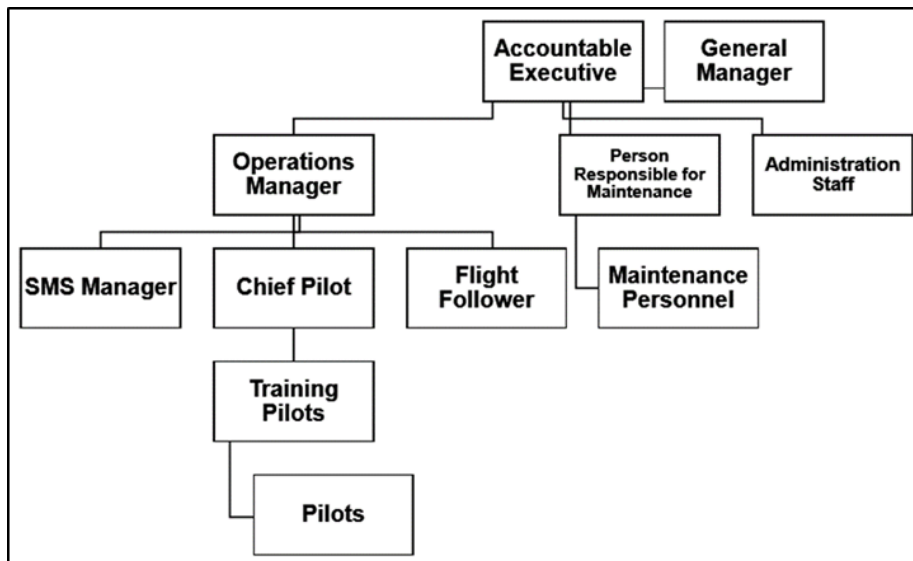 Accountable
Executive
General
Manager
Operations
Manager
Person
Responsible for
Maintenance
Administration
Staff
SMS Manager
Chief Pilot
Flight
Follower
Maintenance
Personnel
Training
Pilots
Pilots